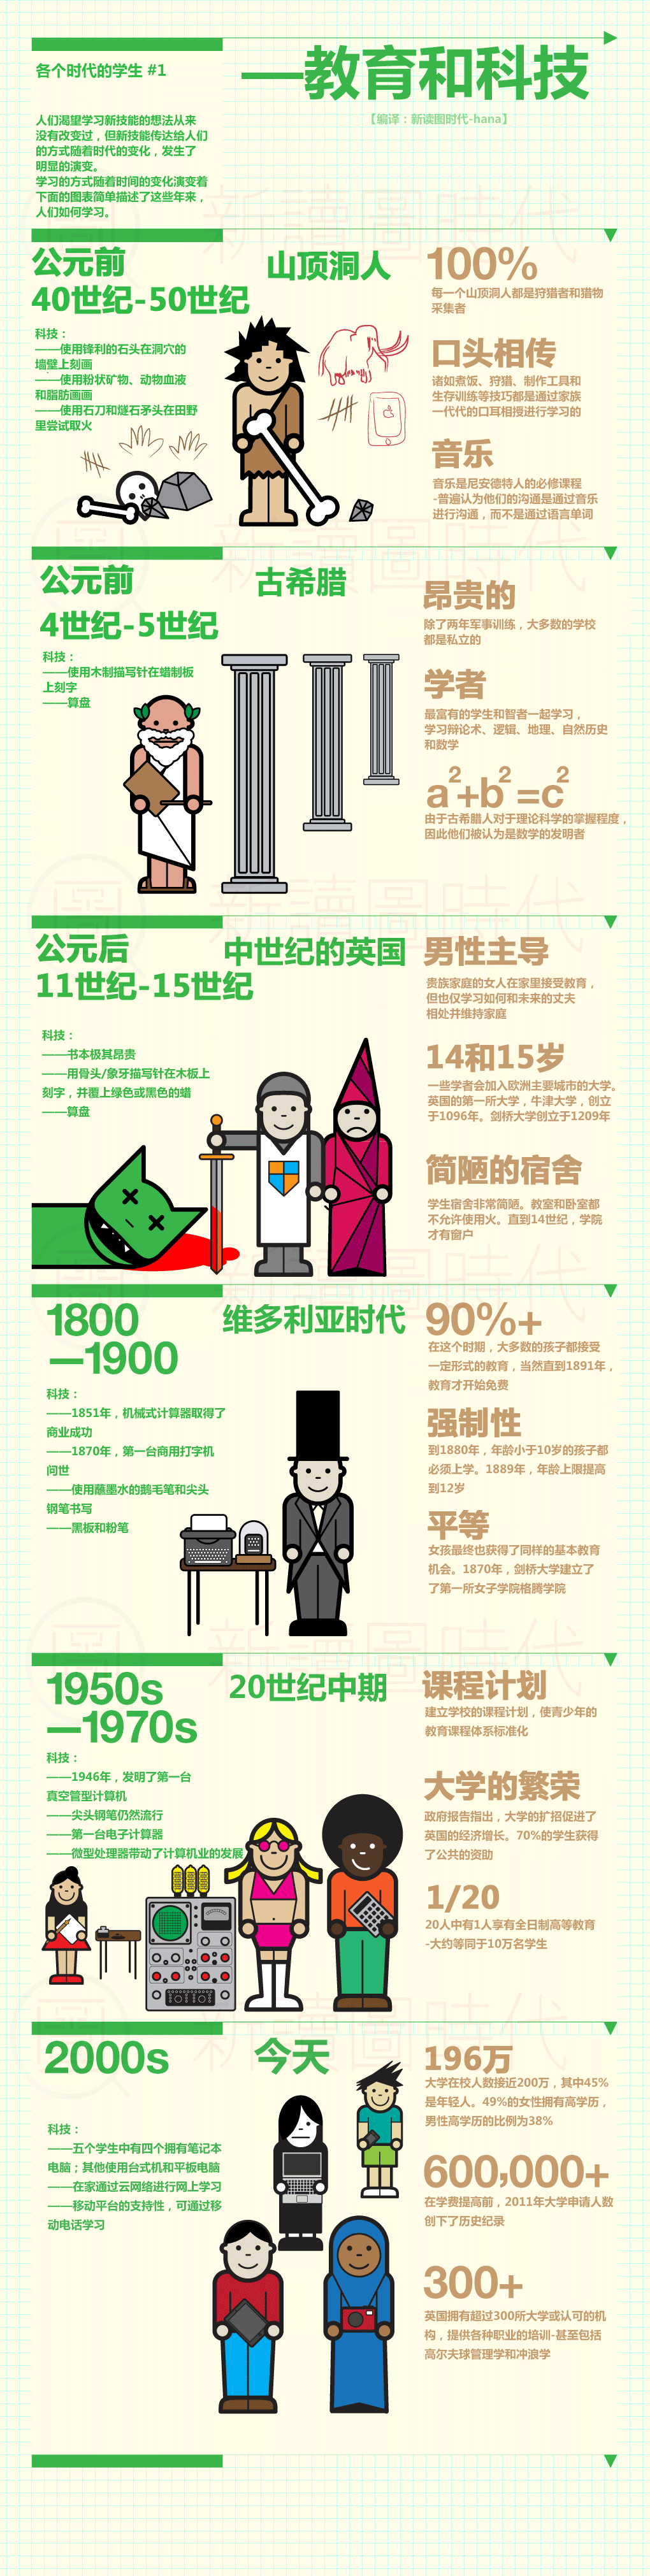 各个时代的学生 #1
—教育和科技
【编译：新读图时代-hana】
人们渴望学习新技能的想法从来
没有改变过，但新技能传达给人们
的方式随着时代的变化，发生了
明显的演变。
学习的方式随着时间的变化演变着
下面的图表简单描述了这些年来，
人们如何学习。
新讀圖時代
公元前
40世纪-50世纪
山顶洞人
科技：
——使用锋利的石头在洞穴的
墙壁上刻画
——使用粉状矿物、动物血液
和脂肪画画
——使用石刀和燧石矛头在田野
里尝试取火
100%
每一个山顶洞人都是狩猎者和猎物
采集者
口头相传
诸如煮饭、狩猎、制作工具和
生存训练等技巧都是通过家族
一代代的口耳相授进行学习的
音乐
音乐是尼安德特人的必修课程
-普遍认为他们的沟通是通过音乐
进行沟通，而不是通过语言单词
新讀圖時代
公元前
4世纪-5世纪
古希腊
科技：
——使用木制描写针在蜡制板
上刻字
——算盘
昂贵的
除了两年军事训练，大多数的学校
都是私立的
学者
最富有的学生和智者一起学习，
学习辩论术、逻辑、地理、自然历史
和数学
a²+b²=c²
由于古希腊人对于理论科学的掌握程度，
因此他们被认为是数学的发明者
新讀圖時代
公元后
11世纪-15世纪
中世纪的英国
科技：
——书本极其昂贵
——用骨头/象牙描写针在木板上
刻字，并覆上绿色或黑色的蜡
——算盘
男性主导
贵族家庭的女人在家里接受教育，
但也仅学习如何和未来的丈夫
相处并维持家庭
14和15岁
一些学者会加入欧洲主要城市的大学。
英国的第一所大学，牛津大学，创立
于1096年。剑桥大学创立于1209年
简陋的宿舍
学生宿舍非常简陋。教室和卧室都
不允许使用火。直到14世纪，学院
才有窗户
新讀圖時代
1800
—1900
维多利亚时代
科技：
——1851年，机械式计算器取得了
商业成功
——1870年，第一台商用打字机
问世
——使用蘸墨水的鹅毛笔和尖头
钢笔书写
——黑板和粉笔
90%+
在这个时期，大多数的孩子都接受
一定形式的教育，当然直到1891年，
教育才开始免费
强制性
到1880年，年龄小于10岁的孩子都
必须上学。1889年，年龄上限提高
到12岁
平等
女孩最终也获得了同样的基本教育
机会。1870年，剑桥大学建立了
了第一所女子学院格腾学院
新讀圖時代
1950s
—1970s
20世纪中期
科技：
——1946年，发明了第一台
真空管型计算机
——尖头钢笔仍然流行
——第一台电子计算器
——微型处理器带动了计算机业的发展
课程计划
建立学校的课程计划，使青少年的
教育课程体系标准化
大学的繁荣
政府报告指出，大学的扩招促进了
英国的经济增长。70%的学生获得
了公共的资助
1/20
20人中有1人享有全日制高等教育
-大约等同于10万名学生
新讀圖時代
2000s
今天
科技：
——五个学生中有四个拥有笔记本
电脑；其他使用台式机和平板电脑
——在家通过云网络进行网上学习
——移动平台的支持性，可通过移
动电话学习
196万
大学在校人数接近200万，其中45%
是年轻人。49%的女性拥有高学历，
男性高学历的比例为38%
600,000+
在学费提高前，2011年大学申请人数
创下了历史纪录
300+
英国拥有超过300所大学或认可的机
构，提供各种职业的培训-甚至包括
高尔夫球管理学和冲浪学